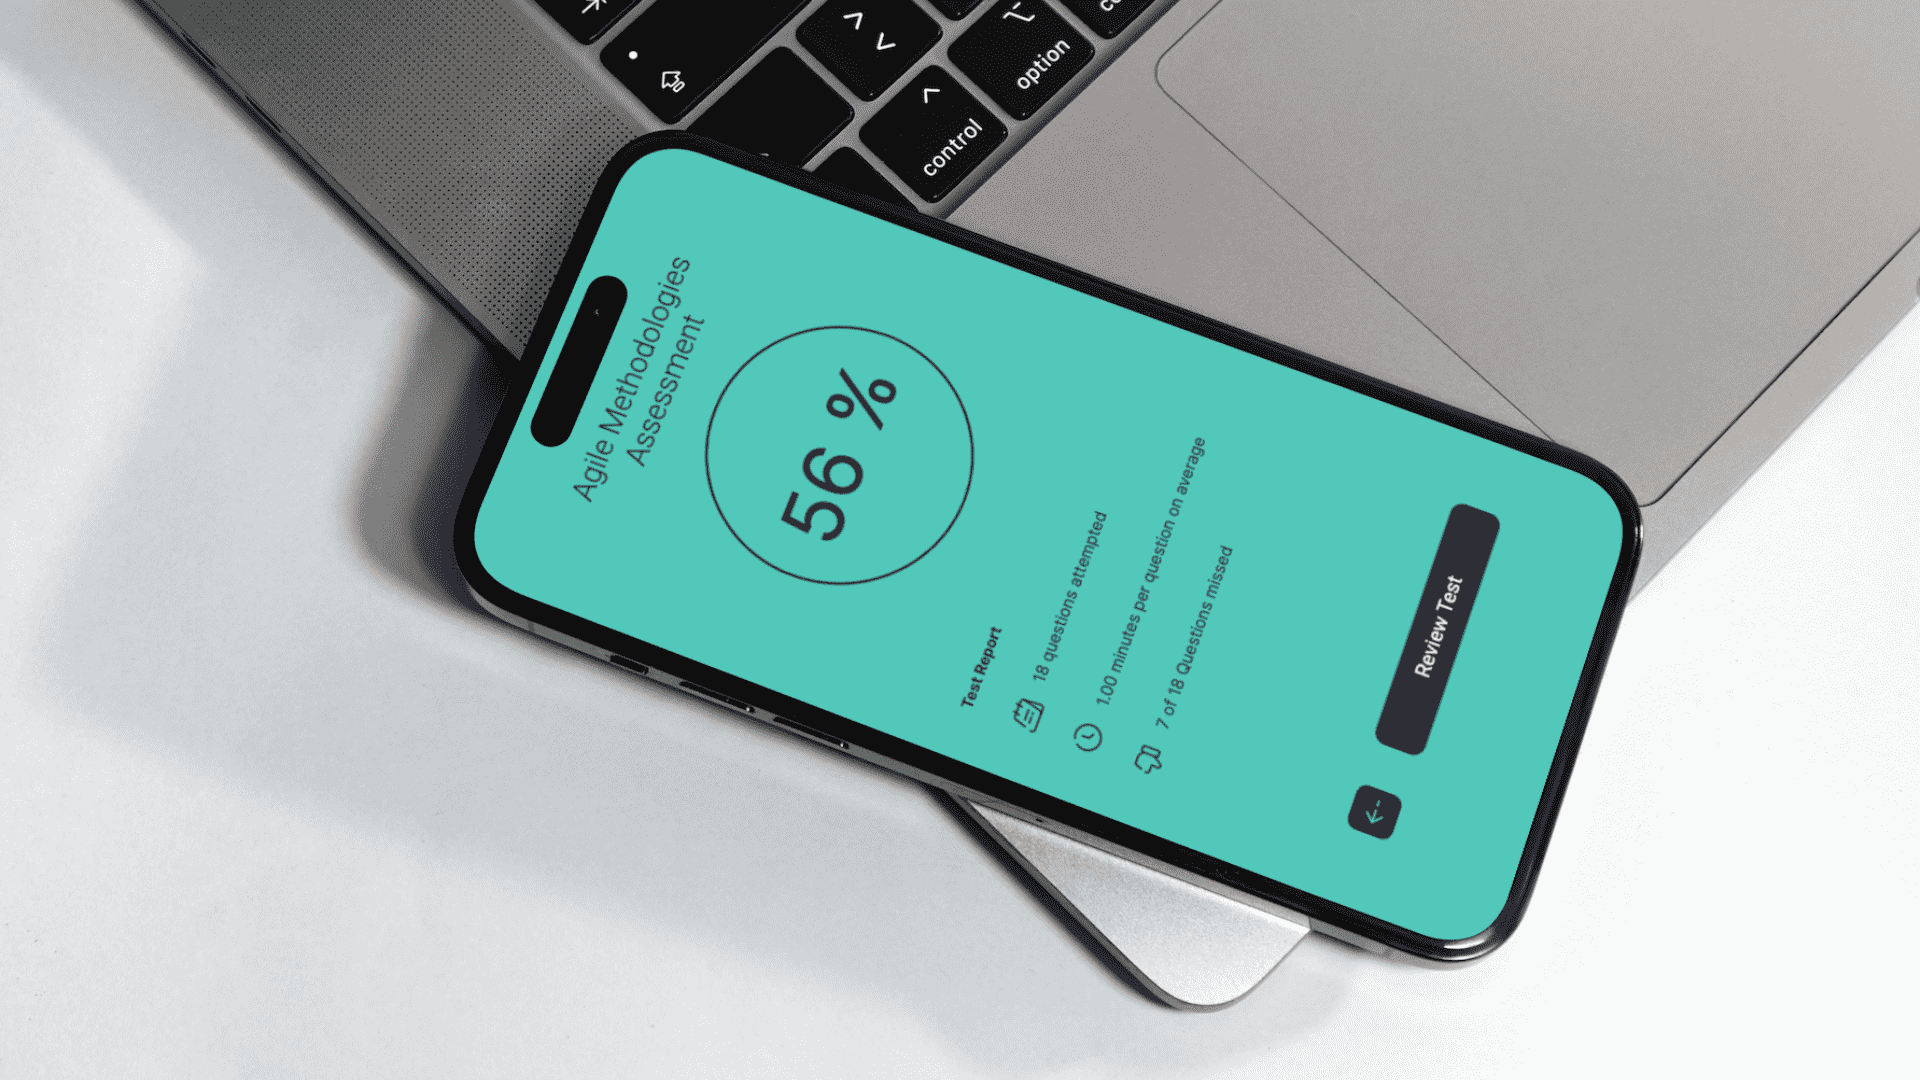 Agile Methodologies
Assessment
56 %
Test Report
18 questions attempted
1.00 minutes per question on average
7 of 18 Questions missed
Review Test
option
control